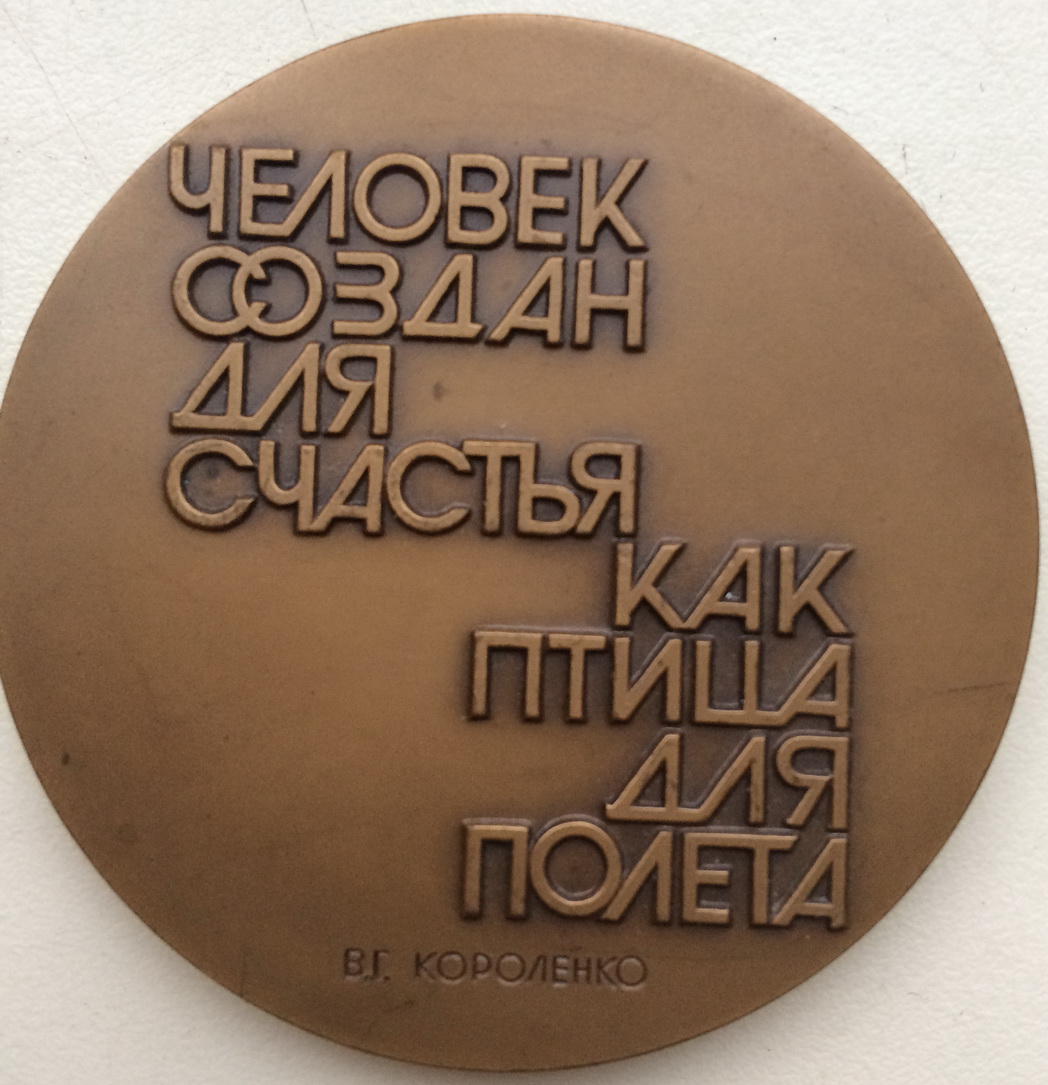 ЧЕЛОВЕК
СОЗДАН
ДЛЯ
СЧАСТЬЯ
КАК
ПТИЦА
ДЛЯ
ПОЛЕТА
В.Г. КОРОЛЕНКО